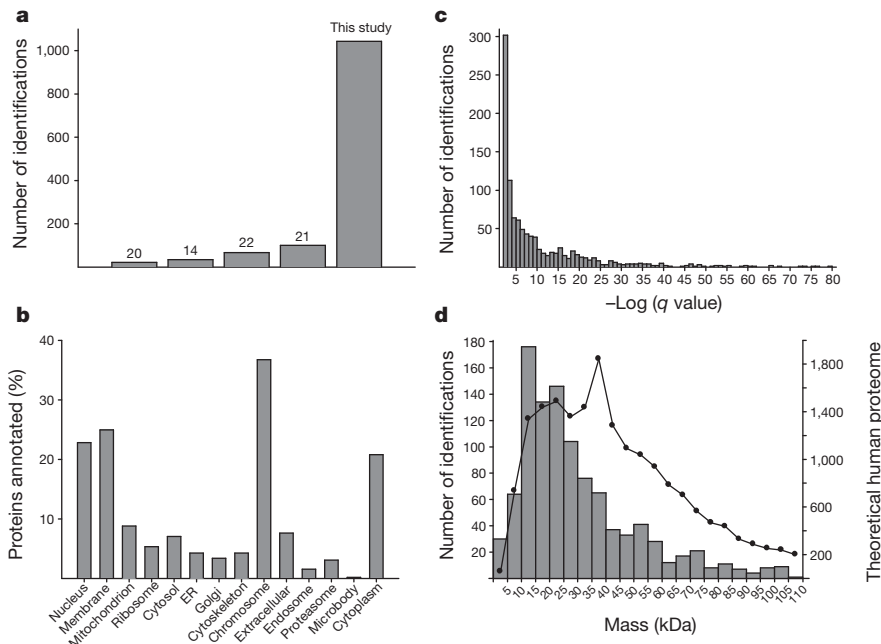 a
This study
1,000
800
600
400
200
20
14
22
21
Number of identifications
b
40
30
20
10
Proteins annotated (%)
Nucleus
Membrane
Mitochondrion
Ribosome
Cytosol
ER
Golgi
Cytoskeleton
Chromosome
Extracellular
Endosome
Proteasome
Microbody
Cytoplasm
c
300
250
200
150
100
50
Number of identifications
5 10 15 20 25 30 35 40 45 50 55 60 65 70 75 80
–Log (q value)
d
180
160
140
120
100
80
60
40
20
Number of identifications
1,800
1,400
1,000
600
200
Theoretical human proteome
5 10 15 20 25 30 35 40 45 50 55 60 65 70 75 80 85 90 95 100 105 110
Mass (kDa)